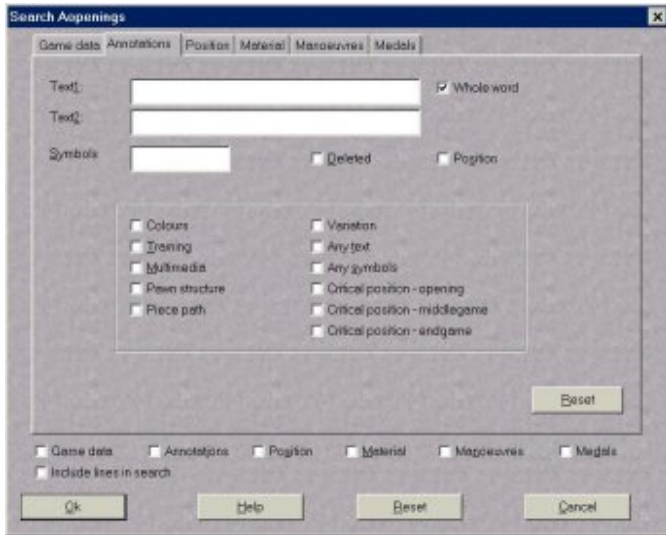 Search Aopenings
Game data Annotations Position Material Manoeuvres Medals
Text1: Whole word
Text2:
Symbols Deleted Position
Colours Variation
Training Any text
Multimedia Any symbols
Pawn structure Critical position - opening
Piece path Critical position - middlegame
Critical position - endgame
Reset
Game data Annotations Position Material Manoeuvres Medals
Include lines in search
Ok Help Reset Cancel